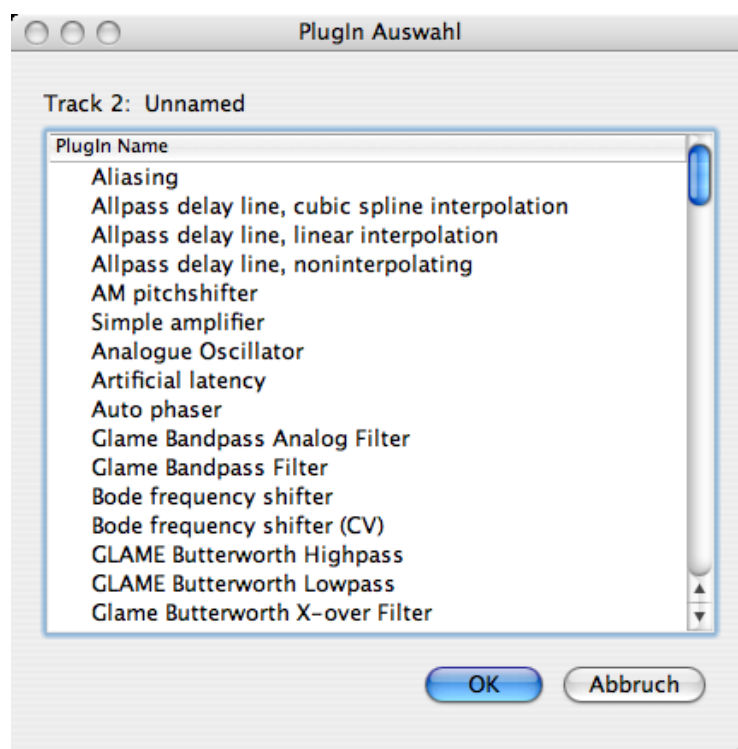 PlugIn Auswahl
Track 2: Unnamed
PlugIn Name
Aliasing
Allpass delay line, cubic spline interpolation
Allpass delay line, linear interpolation
Allpass delay line, noninterpolating
AM pitchshifter
Simple amplifier
Analogue Oscillator
Artificial latency
Auto phaser
Glame Bandpass Analog Filter
Glame Bandpass Filter
Bode frequency shifter
Bode frequency shifter (CV)
GLAME Butterworth Highpass
GLAME Butterworth Lowpass
Glame Butterworth X-over Filter
OK Abbruch